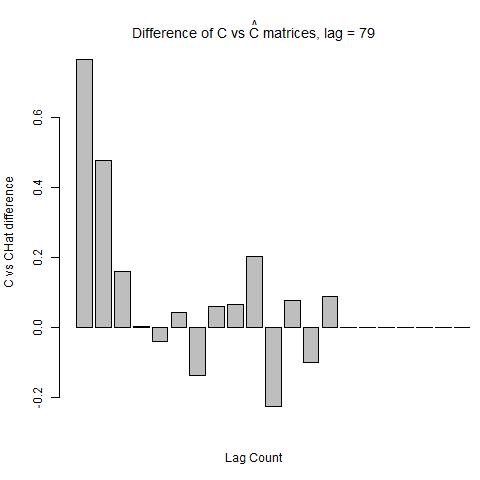 Difference of C vs Ĉ matrices, lag = 79
C vs CHat difference
0.6
0.4
0.2
0.0
-0.2
Lag Count